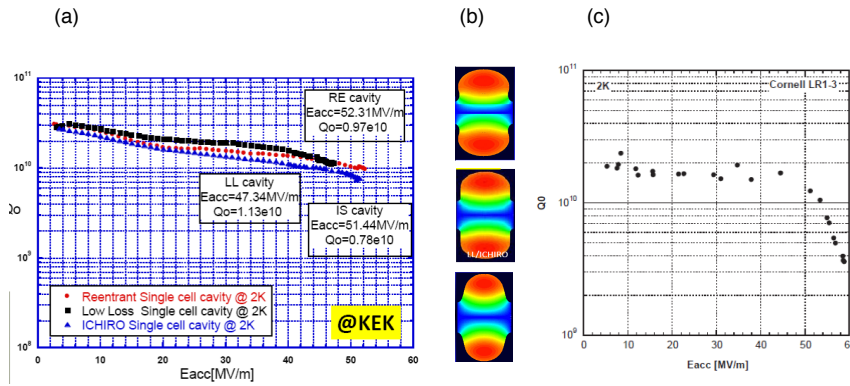 (a)
(b)
(c)
10¹¹
10¹⁰
10⁹
10⁸
RE cavity
Eacc=52.31MV/m
Qo=0.97e10
LL cavity
Eacc=47.34MV/m
Qo=1.13e10
IS cavity
Eacc=51.44MV/m
Qo=0.78e10
Reentrant Single cell cavity @ 2K
Low Loss Single cell cavity @ 2K
ICHIRO Single cell cavity @ 2K
@KEK
0 10 20 30 40 50 60
Eacc[MV/m]
LL/ICHIRO
10¹¹
10¹⁰
10⁹
Q0
2K
Cornell LR1-3
0 10 20 30 40 50 60
Eacc [MV/m]